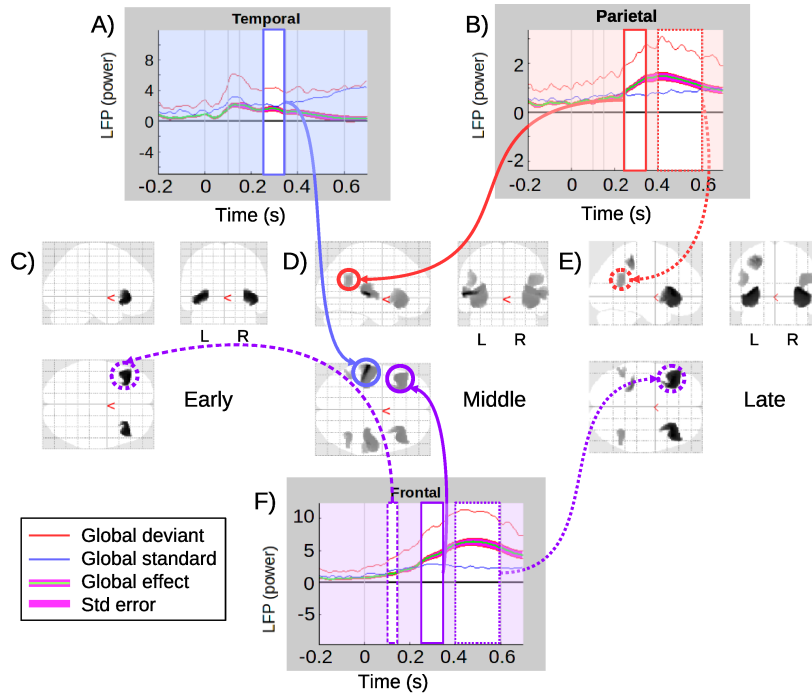 A)
Temporal
12
8
4
0
-4
LFP (power)
-0.2 0 0.2 0.4 0.6
Time (s)
B)
Parietal
2
0
-2
LFP (power)
-0.2 0 0.2 0.4 0.6
Time (s)
C)
<
<
L R
<
Early
D)
<
<
L R
<
Middle
E)
<
<
L R
<
Late
F)
Frontal
10
5
0
-5
LFP (power)
-0.2 0 0.2 0.4 0.6
Time (s)
Global deviant
Global standard
Global effect
Std error